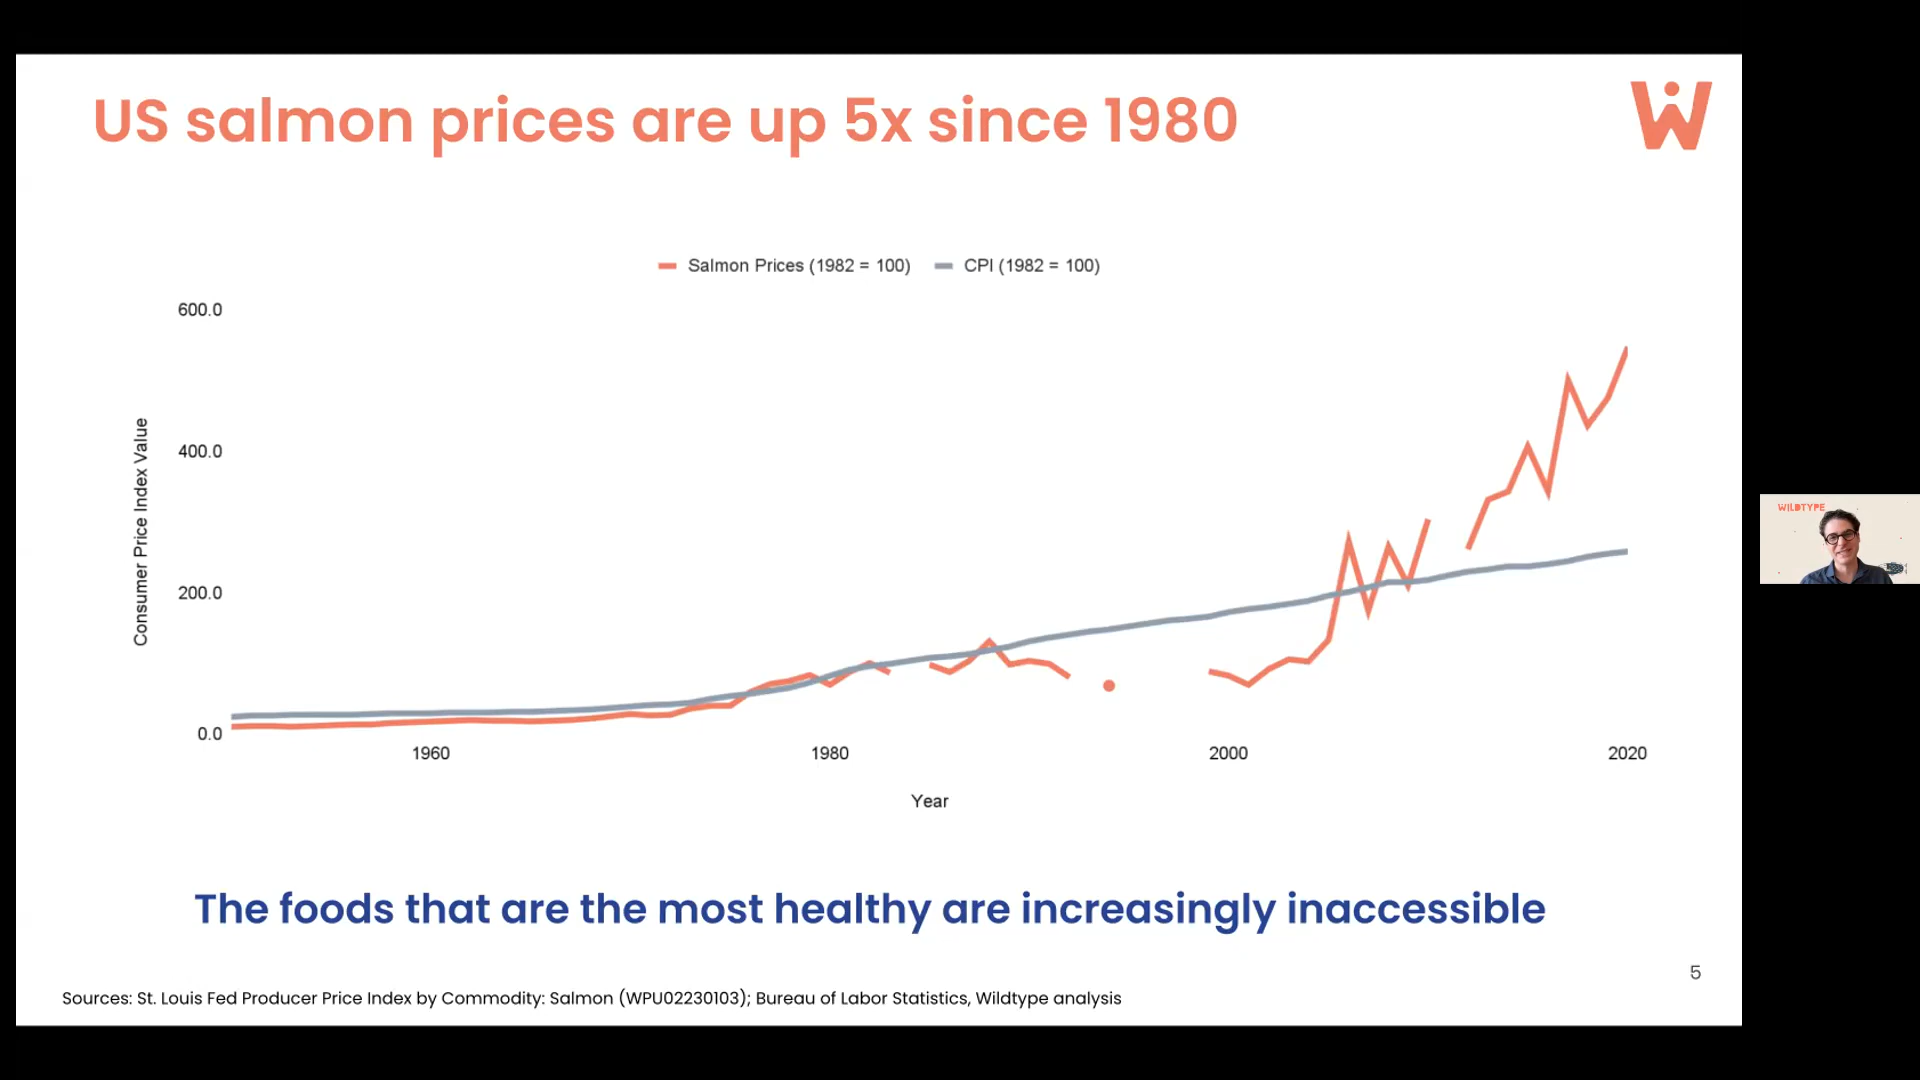 US salmon prices are up 5x since 1980
Salmon Prices (1982 = 100) CPI (1982 = 100)
600.0
400.0
200.0
0.0
Consumer Price Index Value
1960 1980 2000 2020
Year
WILDTYPE
The foods that are the most healthy are increasingly inaccessible
5
Sources: St. Louis Fed Producer Price Index by Commodity: Salmon (WPU02230103); Bureau of Labor Statistics, Wildtype analysis